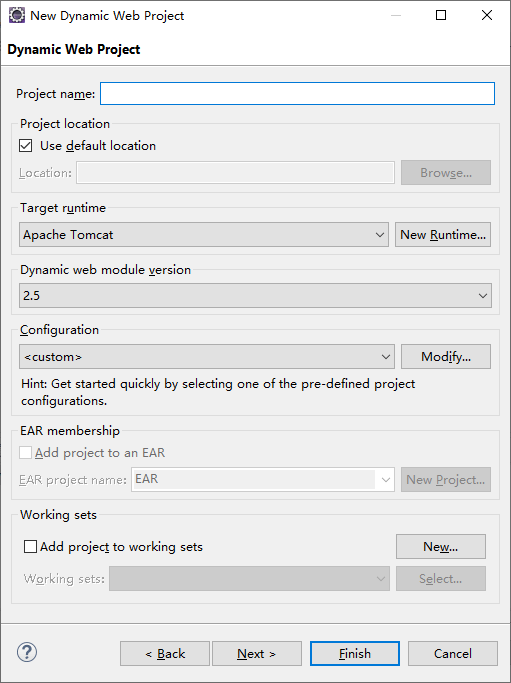 New Dynamic Web Project
Dynamic Web Project
Project name:
Project location
Use default location
Location: Browse...
Target runtime
Apache Tomcat New Runtime...
Dynamic web module version
2.5
Configuration
<custom> Modify...
Hint: Get started quickly by selecting one of the pre-defined project
configurations.
EAR membership
Add project to an EAR
EAR project name: EAR New Project...
Working sets
Add project to working sets New...
Working sets: Select...
? < Back Next > Finish Cancel